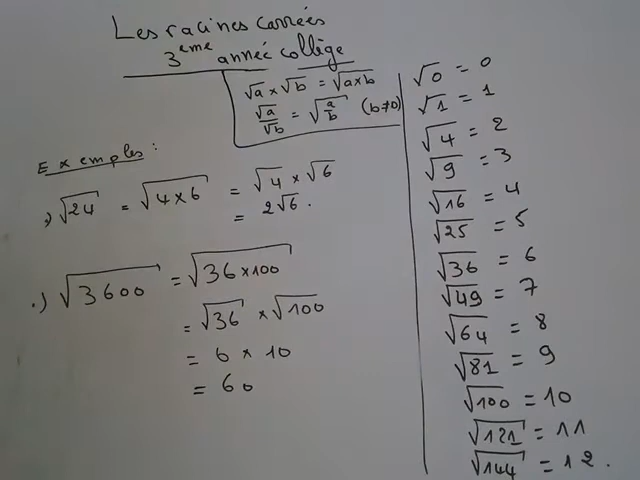 Les racines carrées
3ème année collège
√a × √b = √a×b
√a/√b = √a/b (b≠0)
Exemples :
.) √24 = √4×6 = √4 × √6
= 2√6.
.) √3600 = √36×100
= √36 × √100
= 6 × 10
= 60
√0 = 0
√1 = 1
√4 = 2
√9 = 3
√16 = 4
√25 = 5
√36 = 6
√49 = 7
√64 = 8
√81 = 9
√100 = 10
√121 = 11
√144 = 12.